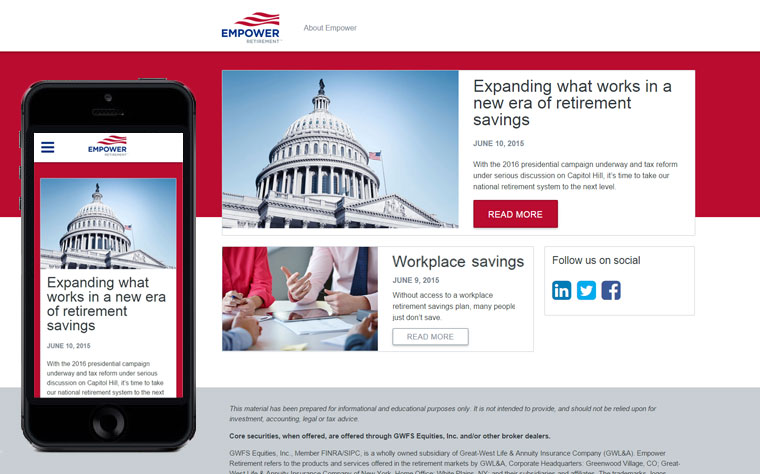 EMPOWER
RETIREMENT
About Empower
Expanding what works in a
new era of retirement
savings
JUNE 10, 2015
With the 2016 presidential campaign underway and tax reform
under serious discussion on Capitol Hill, it's time to take our
national retirement system to the next level.
READ MORE
Workplace savings
JUNE 9, 2015
Without access to a workplace
retirement savings plan, many people
just don't save.
READ MORE
Follow us on social
in
f
EMPOWER
RETIREMENT
Expanding what
works in a new era
of retirement
savings
JUNE 10, 2015
With the 2016 presidential campaign
underway and tax reform under serious
discussion on Capitol Hill, it's time to take
our national retirement system to the next
This material has been prepared for informational and educational purposes only. It is not intended to provide, and should not be relied upon for
investment, accounting, legal or tax advice.
Core securities, when offered, are offered through GWFS Equities, Inc. and/or other broker dealers.
GWFS Equities, Inc., Member FINRA/SIPC, is a wholly owned subsidiary of Great-West Life & Annuity Insurance Company (GWL&A). Empower
Retirement refers to the products and services offered in the retirement markets by GWL&A, Corporate Headquarters: Greenwood Village, CO; Great-
West Life & Annuity Insurance Company of New York, Home Office: White Plains, NY; and their subsidiaries and affiliates. The trademarks, logos,